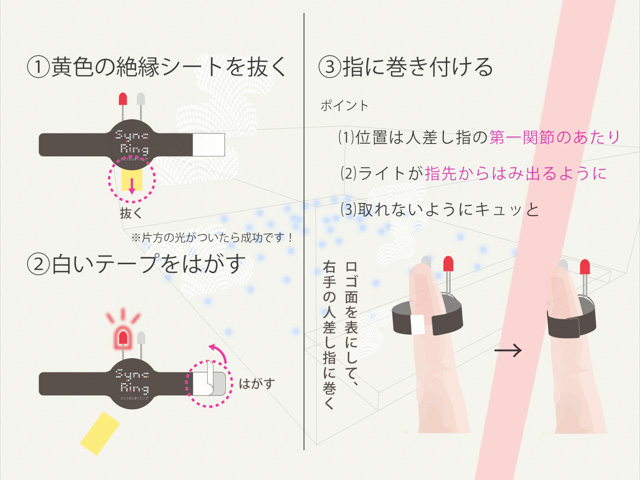 ①黄色の絶縁シートを抜く
Sync
Ring
抜く
※片方の光がついたら成功です！
②白いテープをはがす
Sync
Ring
はがす
③指に巻き付ける
ポイント
(1)位置は人差し指の第一関節のあたり
(2)ライトが指先からはみ出るように
(3)取れないようにキュッと
ロゴ面を表にして、
右手の人差し指に巻く